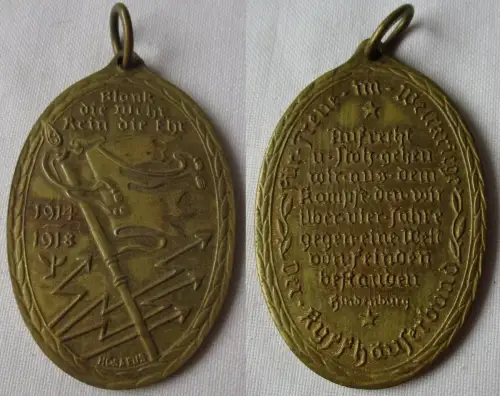 Blank
die Wehr
Rein die Ehr
1914
1918
Für Treue im Weltkriege
Aufrecht
u. stolz gehen
wir aus dem
Kampfe den wir
über vier Jahre
gegen eine Welt
von Feinden
bestanden
Hindenburg
Der Kyffhäuserbund